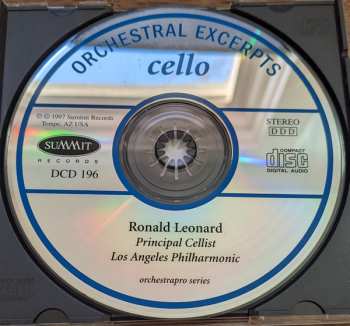 ORCHESTRAL EXCERPTS
cello
℗ © 1997 Summit Records
Tempe, AZ USA
SUMMIT
RECORDS
DCD 196
STEREO
DDD
COMPACT
disc
DIGITAL AUDIO
Ronald Leonard
Principal Cellist
Los Angeles Philharmonic
orchestrapro series